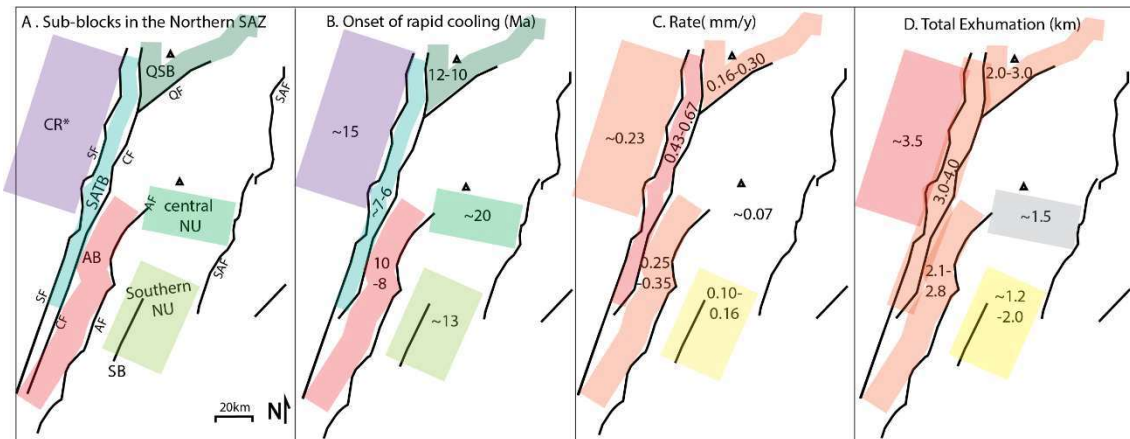 A . Sub-blocks in the Northern SAZ
QSB
QF
SAF
CR*
SF
CF
SATB
AF
central
NU
AB
SAF
Southern
NU
SF
CF
AF
SB
20km
N
B. Onset of rapid cooling (Ma)
12-10
~15
~7-6
~20
10
-8
~13
C. Rate( mm/y)
0.16-0.30
~0.23
0.43-0.67
~0.07
0.25
-0.35
0.10-
0.16
D. Total Exhumation (km)
2.0-3.0
~3.5
3.0-4.0
~1.5
2.1-
2.8
~1.2
-2.0